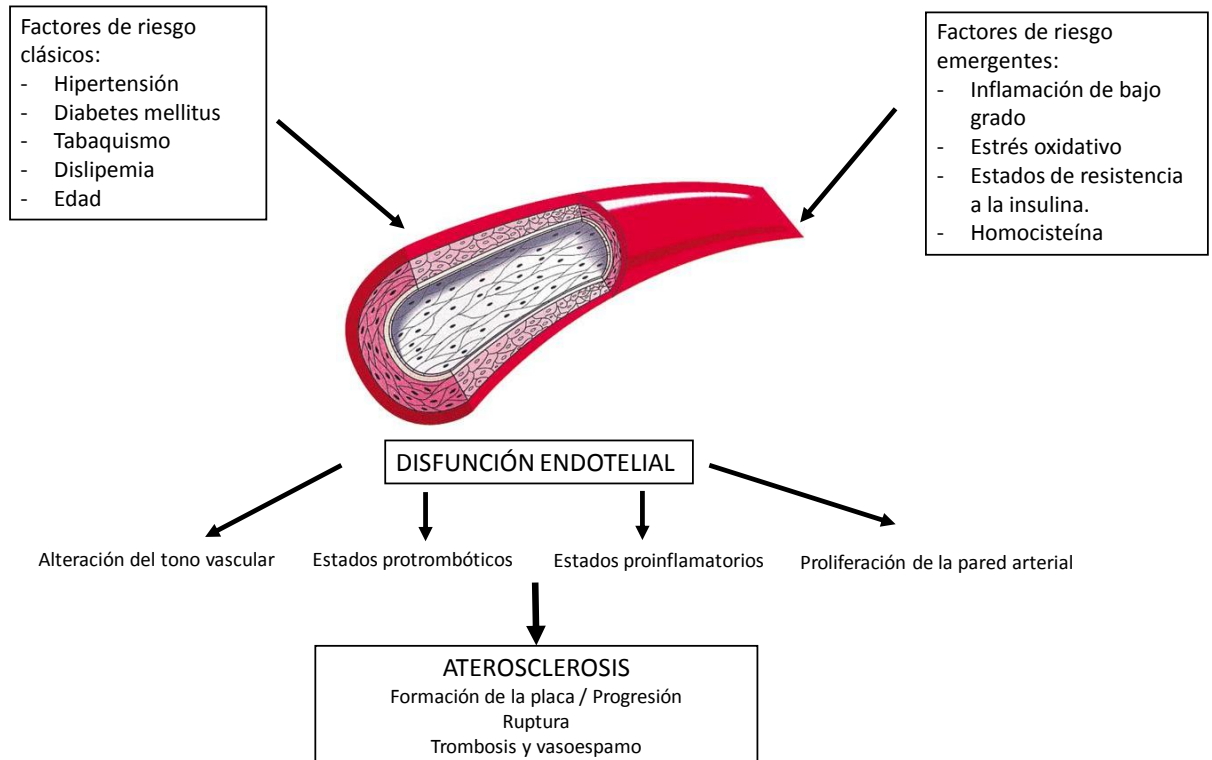 Factores de riesgo
clásicos:
- Hipertensión
- Diabetes mellitus
- Tabaquismo
- Dislipemia
- Edad
Factores de riesgo
emergentes:
- Inflamación de bajo
grado
- Estrés oxidativo
- Estados de resistencia
a la insulina.
- Homocisteína
DISFUNCIÓN ENDOTELIAL
Alteración del tono vascular
Estados protrombóticos
Estados proinflamatorios
Proliferación de la pared arterial
ATEROSCLEROSIS
Formación de la placa / Progresión
Ruptura
Trombosis y vasoespamo